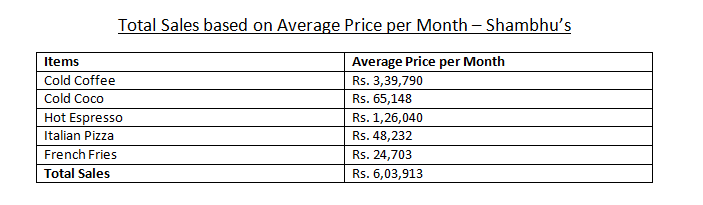 Total Sales based on Average Price per Month – Shambhu's
Items Average Price per Month
Cold Coffee Rs. 3,39,790
Cold Coco Rs. 65,148
Hot Espresso Rs. 1,26,040
Italian Pizza Rs. 48,232
French Fries Rs. 24,703
Total Sales Rs. 6,03,913